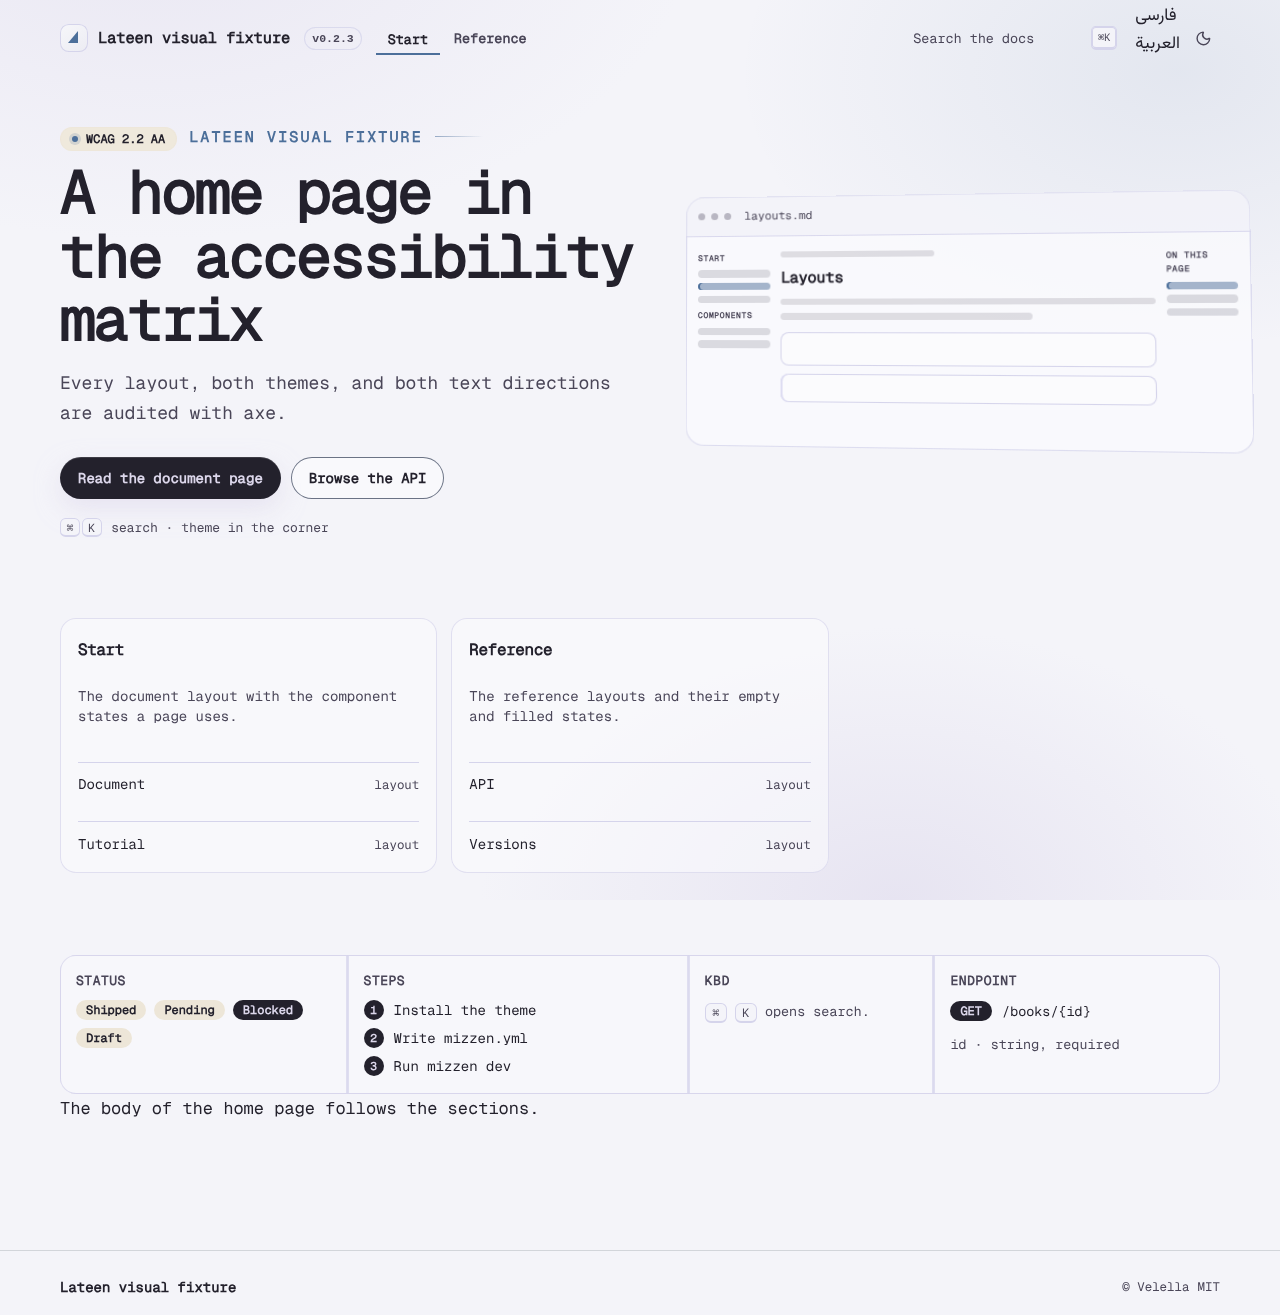 Lateen visual fixture v0.2.3 Start Reference Search the docs ⌘K
فارسی
العربية
WCAG 2.2 AA LATEEN VISUAL FIXTURE
A home page in
the accessibility
matrix
Every layout, both themes, and both text directions
are audited with axe.
Read the document page Browse the API
⌘ K search · theme in the corner
layouts.md
START
COMPONENTS
Layouts
ON THIS
PAGE
Start
The document layout with the component
states a page uses.
Document layout
Tutorial layout
Reference
The reference layouts and their empty
and filled states.
API layout
Versions layout
STATUS
Shipped Pending Blocked
Draft
STEPS
1 Install the theme
2 Write mizzen.yml
3 Run mizzen dev
KBD
⌘ K opens search.
ENDPOINT
GET /books/{id}
id · string, required
The body of the home page follows the sections.
Lateen visual fixture © Velella MIT